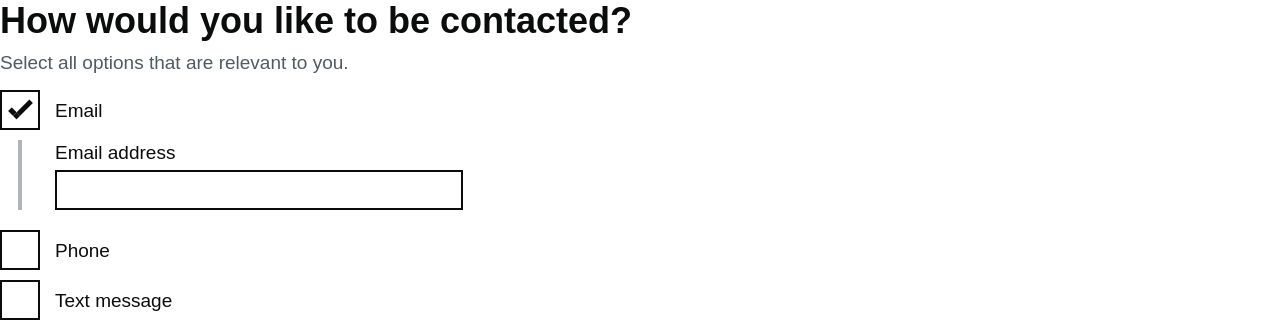 How would you like to be contacted?
Select all options that are relevant to you.
Email
Email address
Phone
Text message